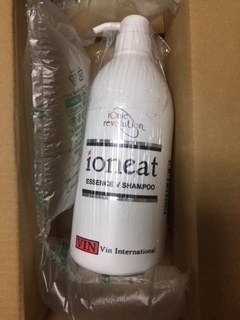 ionic
revolution
ioneat
ESSENCE V SHAMPOO
VIN Vin International